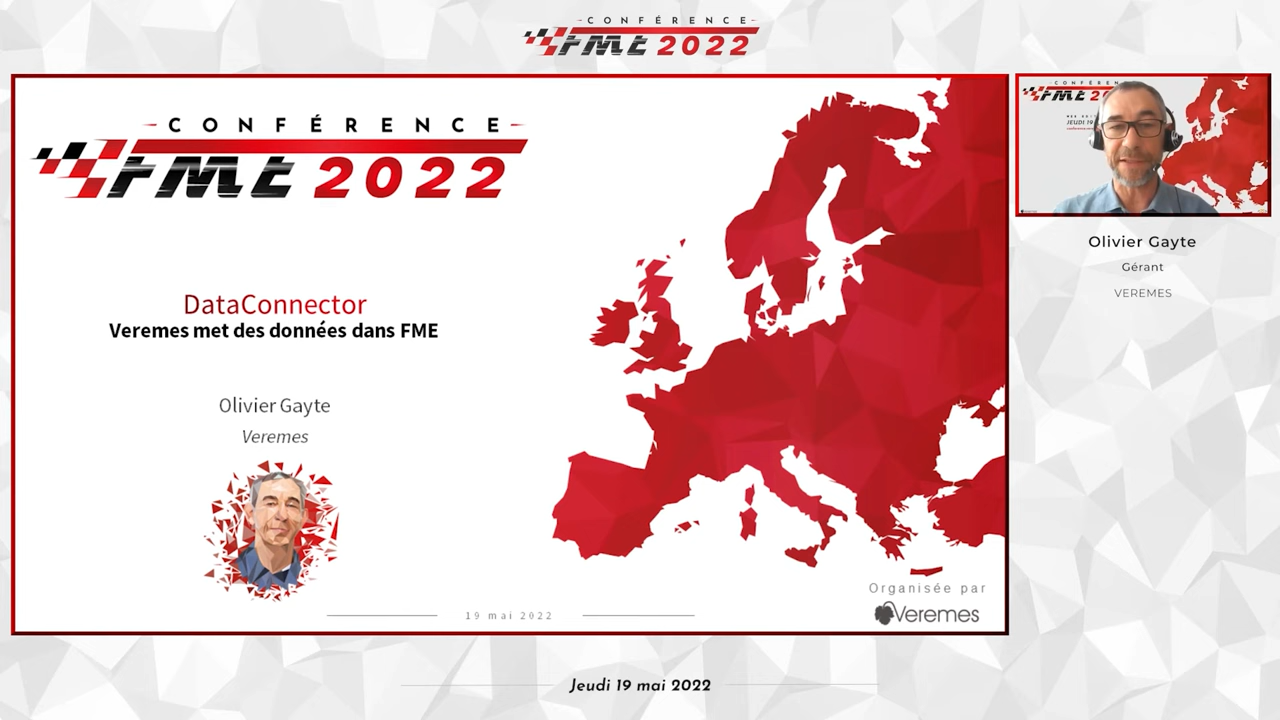 CONFÉRENCE
FME 2022
CONFÉRENCE
FME 2022
DataConnector
Veremes met des données dans FME
Olivier Gayte
Veremes
19 mai 2022
Organisée par
Veremes
Olivier Gayte
Gérant
VEREMES
Jeudi 19 mai 2022